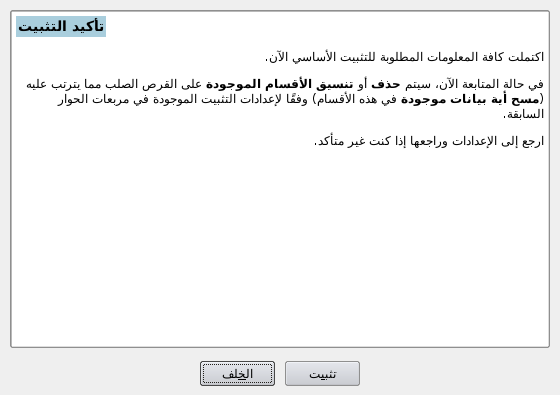 تأكيد التثبيت
اكتملت كافة المعلومات المطلوبة للتثبيت الأساسي الآن.
في حالة المتابعة الآن، سيتم حذف أو تنسيق الأقسام الموجودة على القرص الصلب مما يترتب عليه
(مسح أية بيانات موجودة في هذه الأقسام) وفقًا لإعدادات التثبيت الموجودة في مربعات الحوار
السابقة.
ارجع إلى الإعدادات وراجعها إذا كنت غير متأكد.
الخلف
تثبيت